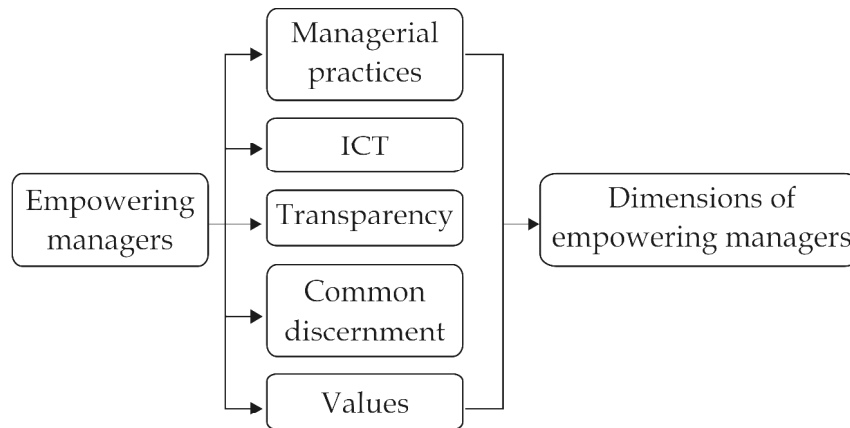 Managerial
practices
ICT
Empowering
managers
Transparency
Dimensions of
empowering managers
Common
discernment
Values